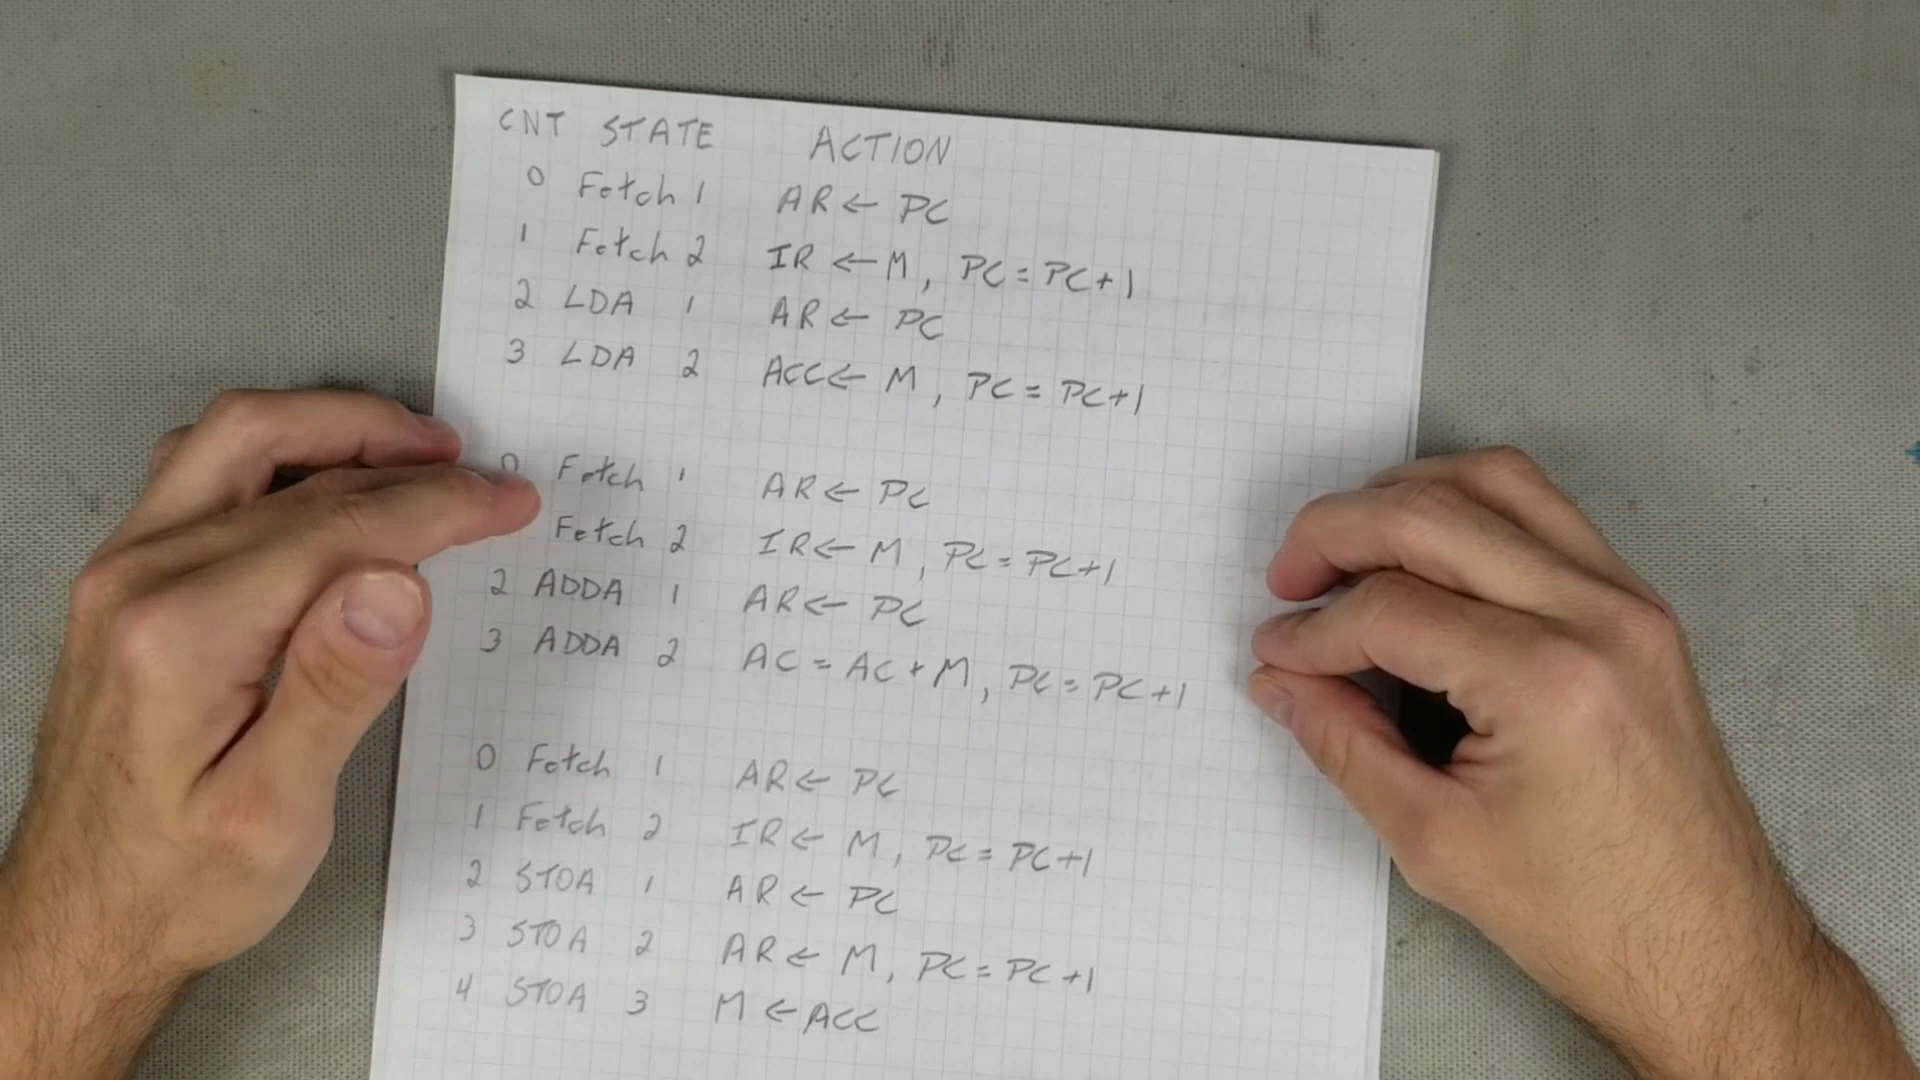 CNT STATE ACTION
0 Fetch 1 AR ← PC
1 Fetch 2 IR ← M, PC = PC+1
2 LDA 1 AR ← PC
3 LDA 2 ACC ← M, PC = PC+1
0 Fetch 1 AR ← PC
Fetch 2 IR ← M, PC = PC+1
2 ADDA 1 AR ← PC
3 ADDA 2 AC = AC + M, PC = PC+1
0 Fetch 1 AR ← PC
1 Fetch 2 IR ← M, PC = PC+1
2 STOA 1 AR ← PC
3 STOA 2 AR ← M, PC = PC+1
4 STOA 3 M ← ACC